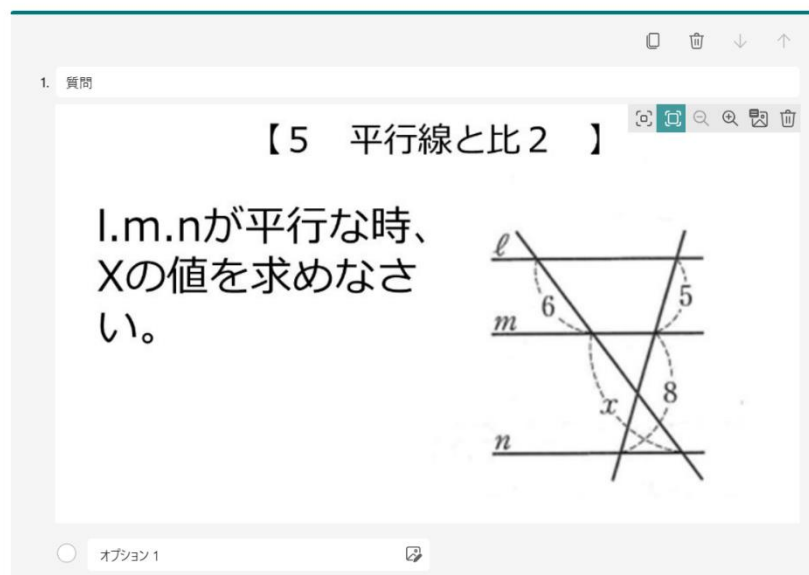 1. 質問
【５　平行線と比２　】
l.m.nが平行な時、
Xの値を求めなさ
い。
ℓ
6
5
m
x
8
n
オプション 1